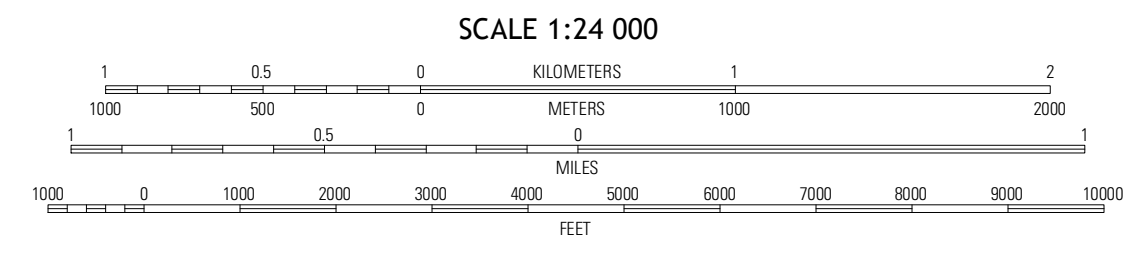 SCALE 1:24 000
1 0.5 0 KILOMETERS 1 2
1000 500 0 METERS 1000 2000
1 0.5 0 1
MILES
1000 0 1000 2000 3000 4000 5000 6000 7000 8000 9000 10000
FEET